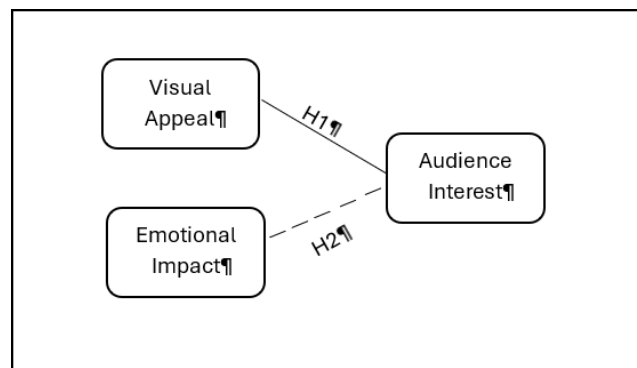 Visual
Appeal¶
H1¶
Audience
Interest¶
Emotional
Impact¶
H2¶